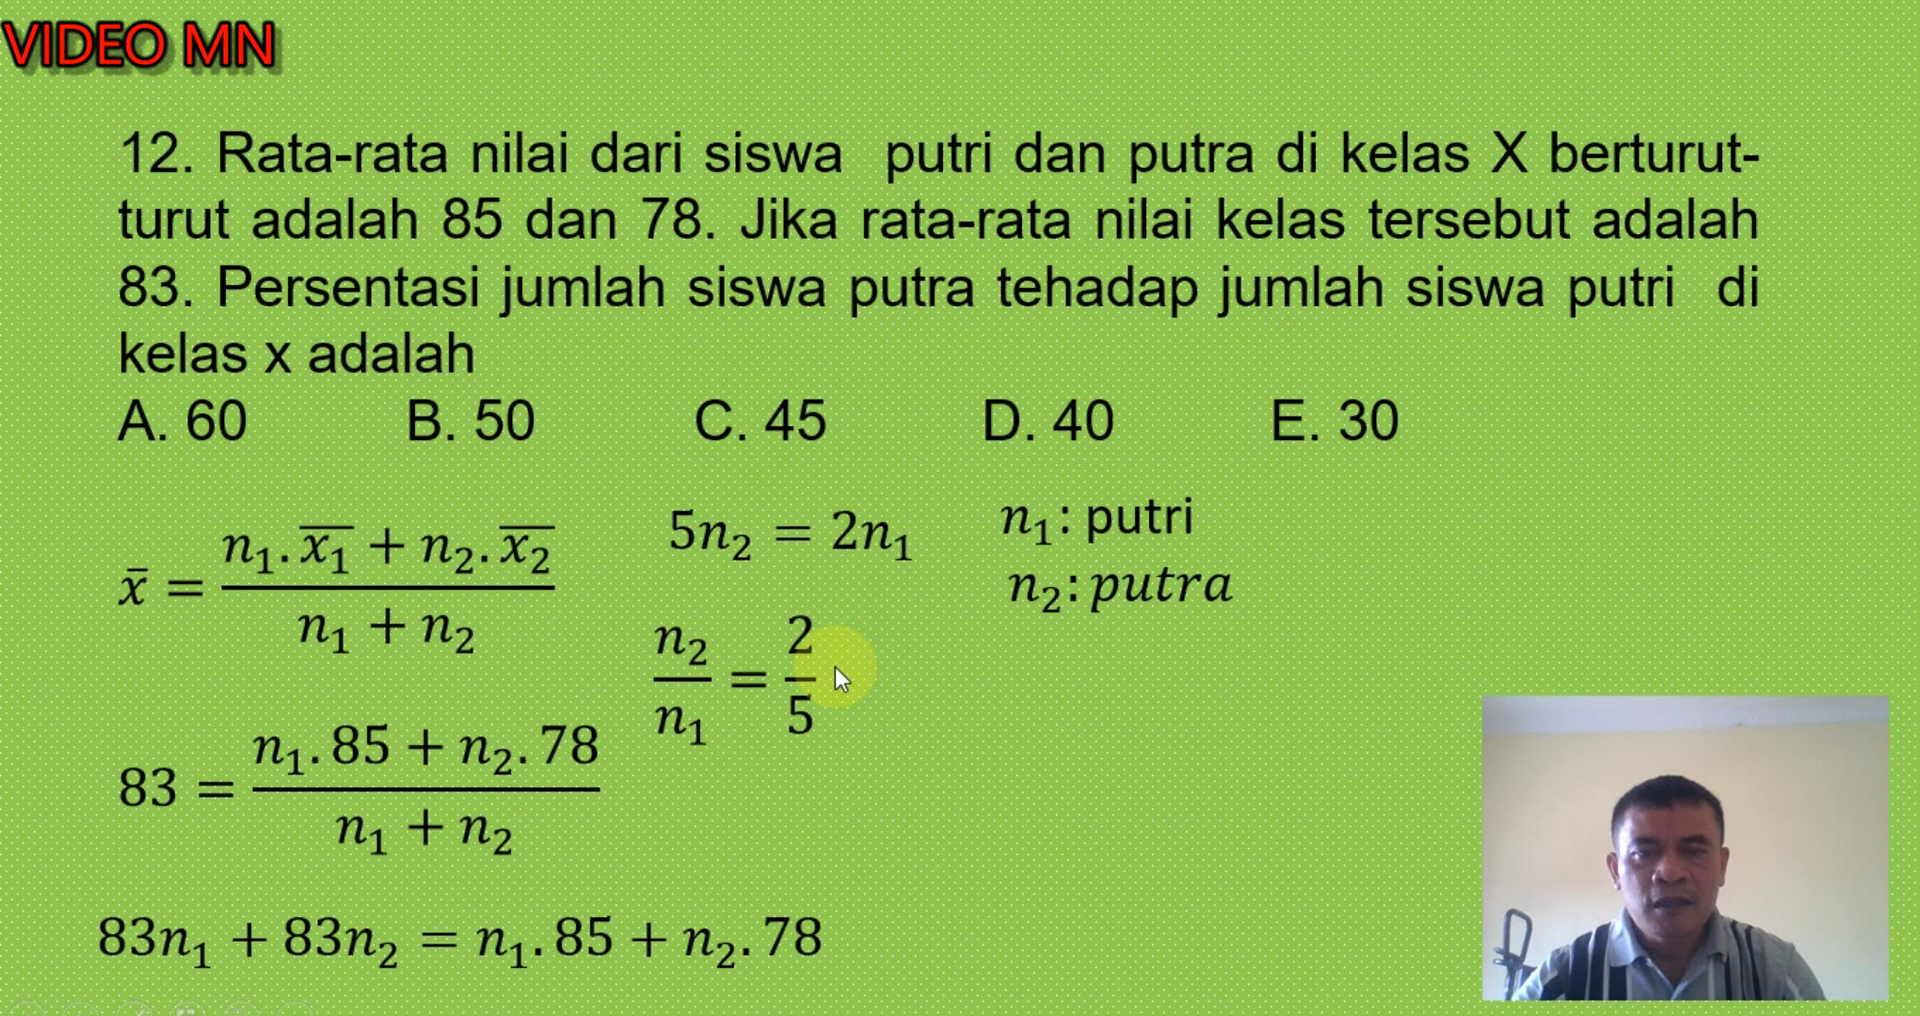 VIDEO MN
12. Rata-rata nilai dari siswa putri dan putra di kelas X berturut-
turut adalah 85 dan 78. Jika rata-rata nilai kelas tersebut adalah
83. Persentasi jumlah siswa putra tehadap jumlah siswa putri di
kelas x adalah
A. 60 B. 50 C. 45 D. 40 E. 30
x̄ = (n₁.x̄₁ + n₂.x̄₂)/(n₁ + n₂)
83 = (n₁.85 + n₂.78)/(n₁ + n₂)
83n₁ + 83n₂ = n₁.85 + n₂.78
5n₂ = 2n₁
n₂/n₁ = 2/5
n₁: putri
n₂: putra